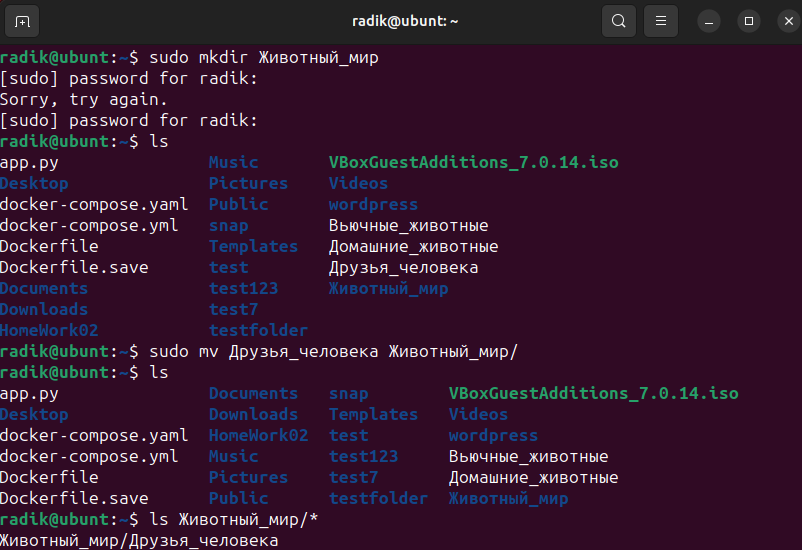 radik@ubunt: ~
radik@ubunt:~$ sudo mkdir Животный_мир
[sudo] password for radik:
Sorry, try again.
[sudo] password for radik:
radik@ubunt:~$ ls
app.py Music VBoxGuestAdditions_7.0.14.iso
Desktop Pictures Videos
docker-compose.yaml Public wordpress
docker-compose.yml snap Вьючные_животные
Dockerfile Templates Домашние_животные
Dockerfile.save test Друзья_человека
Documents test123 Животный_мир
Downloads test7
HomeWork02 testfolder
radik@ubunt:~$ sudo mv Друзья_человека Животный_мир/
radik@ubunt:~$ ls
app.py Documents snap VBoxGuestAdditions_7.0.14.iso
Desktop Downloads Templates Videos
docker-compose.yaml HomeWork02 test wordpress
docker-compose.yml Music test123 Вьючные_животные
Dockerfile Pictures test7 Домашние_животные
Dockerfile.save Public testfolder Животный_мир
radik@ubunt:~$ ls Животный_мир/*
Животный_мир/Друзья_человека